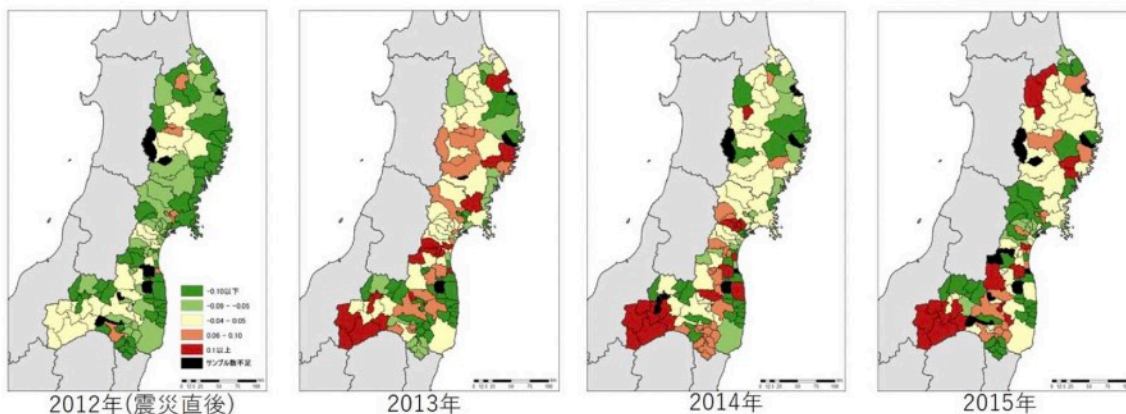 -0.10以下
-0.09 - -0.05
-0.04 - 0.05
0.06 - 0.10
0.1以上
サンプル数不足
2012年(震災直後)
2013年
2014年
2015年